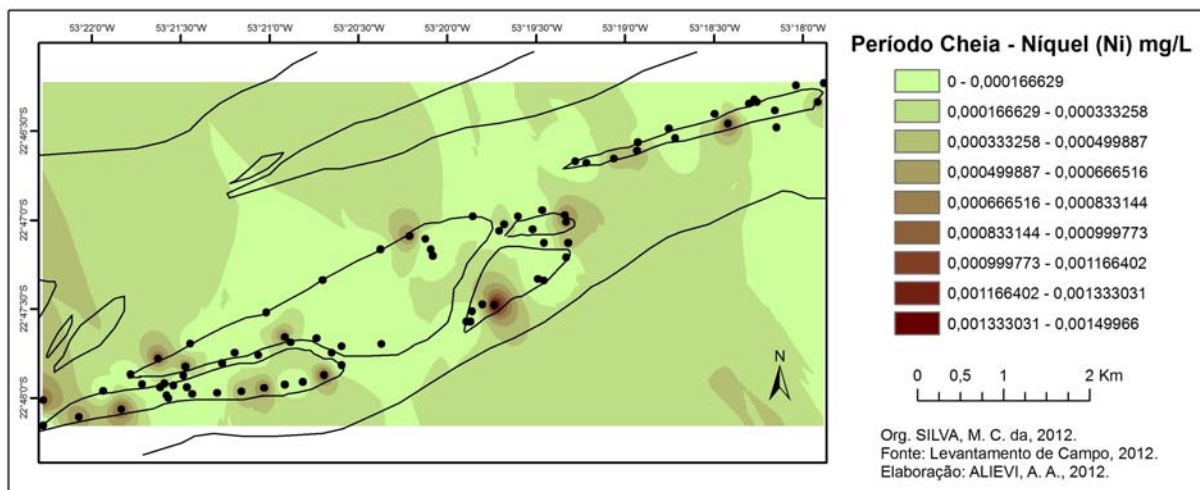 53°22'0"W 53°21'30"W 53°21'0"W 53°20'30"W 53°20'0"W 53°19'30"W 53°19'0"W 53°18'30"W 53°18'0"W
22°46'30"S
22°47'0"S
22°47'30"S
22°48'0"S
N
Período Cheia - Níquel (Ni) mg/L
0 - 0,000166629
0,000166629 - 0,000333258
0,000333258 - 0,000499887
0,000499887 - 0,000666516
0,000666516 - 0,000833144
0,000833144 - 0,000999773
0,000999773 - 0,001166402
0,001166402 - 0,001333031
0,001333031 - 0,00149966
0 0,5 1 2 Km
Org. SILVA, M. C. da, 2012.
Fonte: Levantamento de Campo, 2012.
Elaboração: ALIEVI, A. A., 2012.